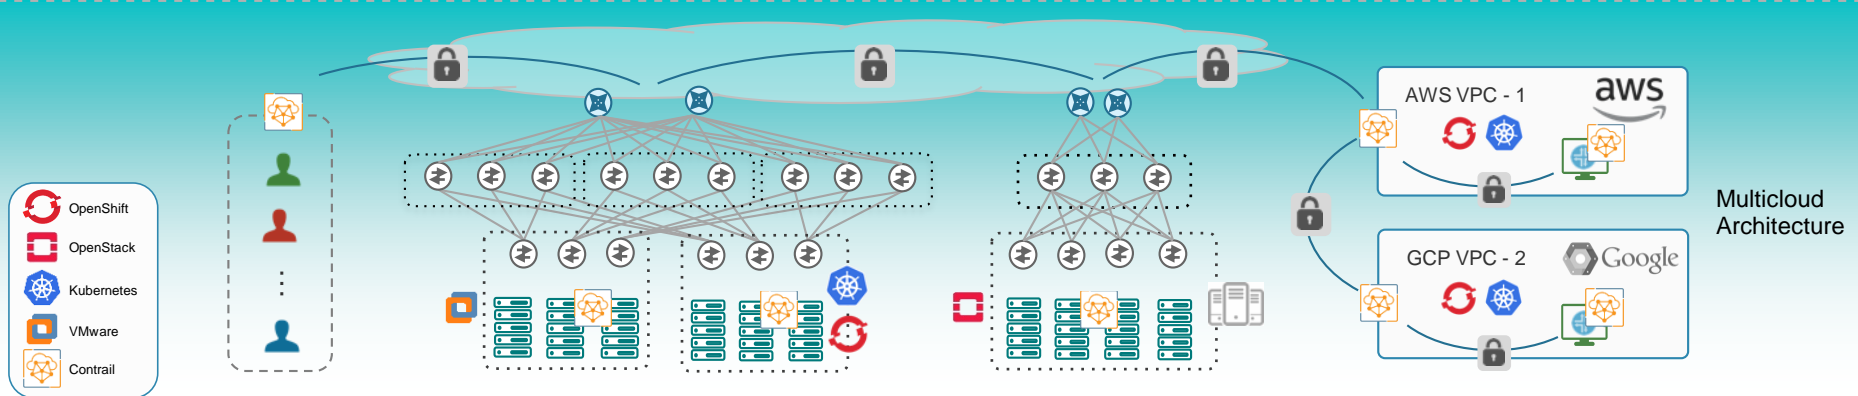 OpenShift
OpenStack
Kubernetes
VMware
Contrail
AWS VPC - 1
aws
GCP VPC - 2
Google
Multicloud
Architecture